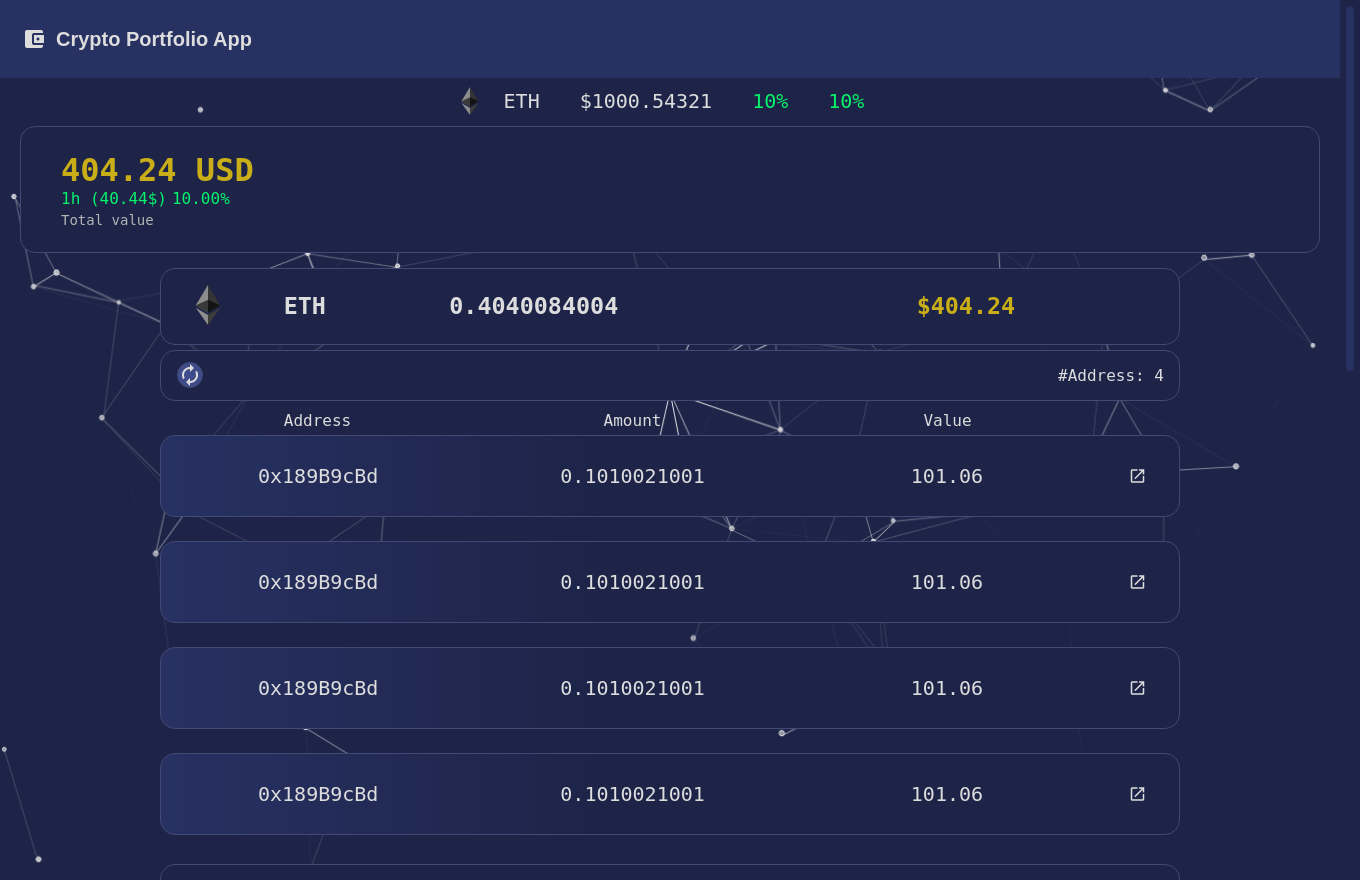 Crypto Portfolio App
ETH $1000.54321 10% 10%
404.24 USD
1h (40.44$) 10.00%
Total value
ETH 0.4040084004 $404.24
#Address: 4
Address Amount Value
0x189B9cBd 0.1010021001 101.06
0x189B9cBd 0.1010021001 101.06
0x189B9cBd 0.1010021001 101.06
0x189B9cBd 0.1010021001 101.06